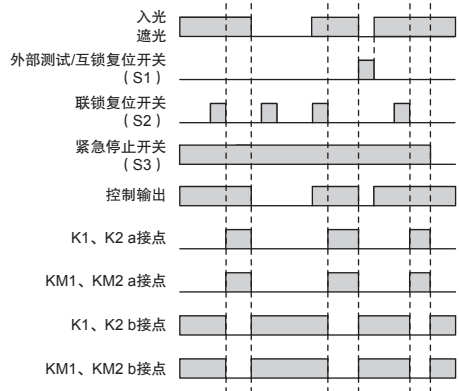 入光
遮光
外部测试/互锁复位开关
（S1）
联锁复位开关
（S2）
紧急停止开关
（S3）
控制输出
K1、K2 a接点
KM1、KM2 a接点
K1、K2 b接点
KM1、KM2 b接点